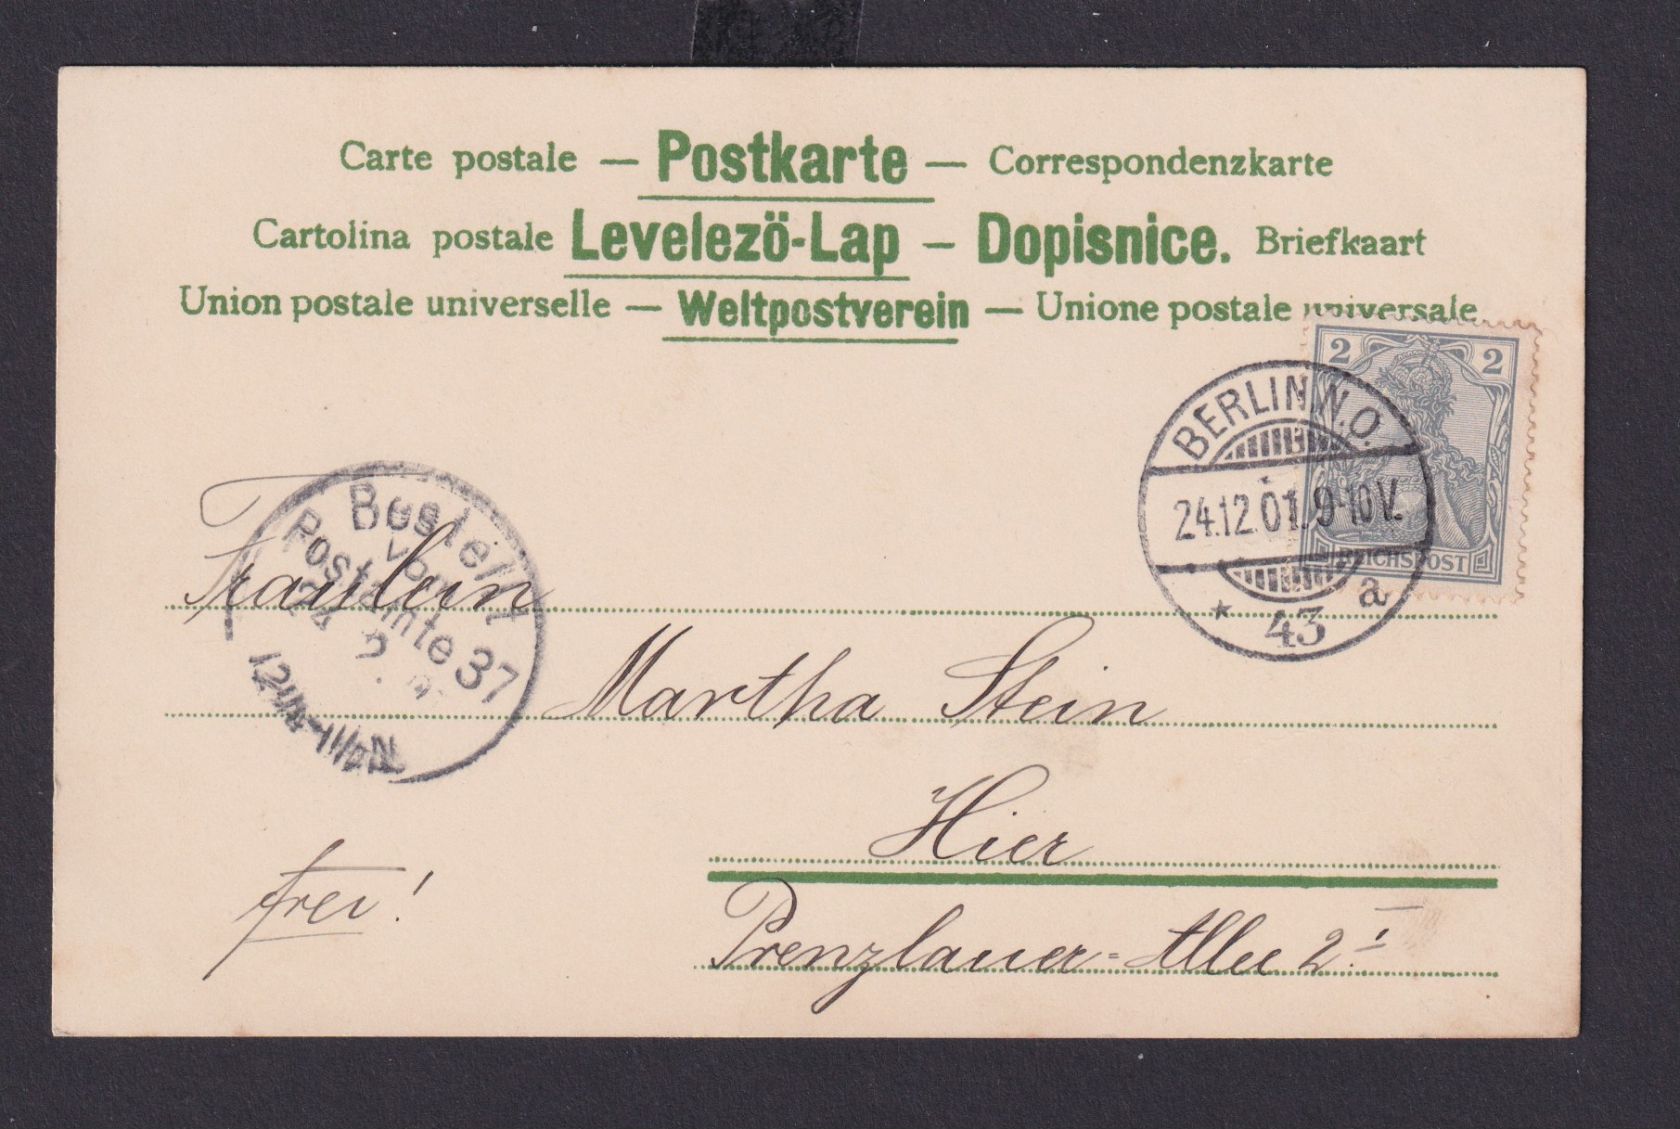 Carte postale — Postkarte — Correspondenzkarte
Cartolina postale Levelezö-Lap — Dopisnice. Briefkaart
Union postale universelle — Weltpostverein — Unione postale universale
2 2
REICHSPOST
BERLIN.N.O.
24.12.01. 9-10V.
* 43 a
Bestellt
vom
Postamte 37
24
Fräulein
Martha Stein
Hier
frei!
Prenzlauer-Allee 2 I